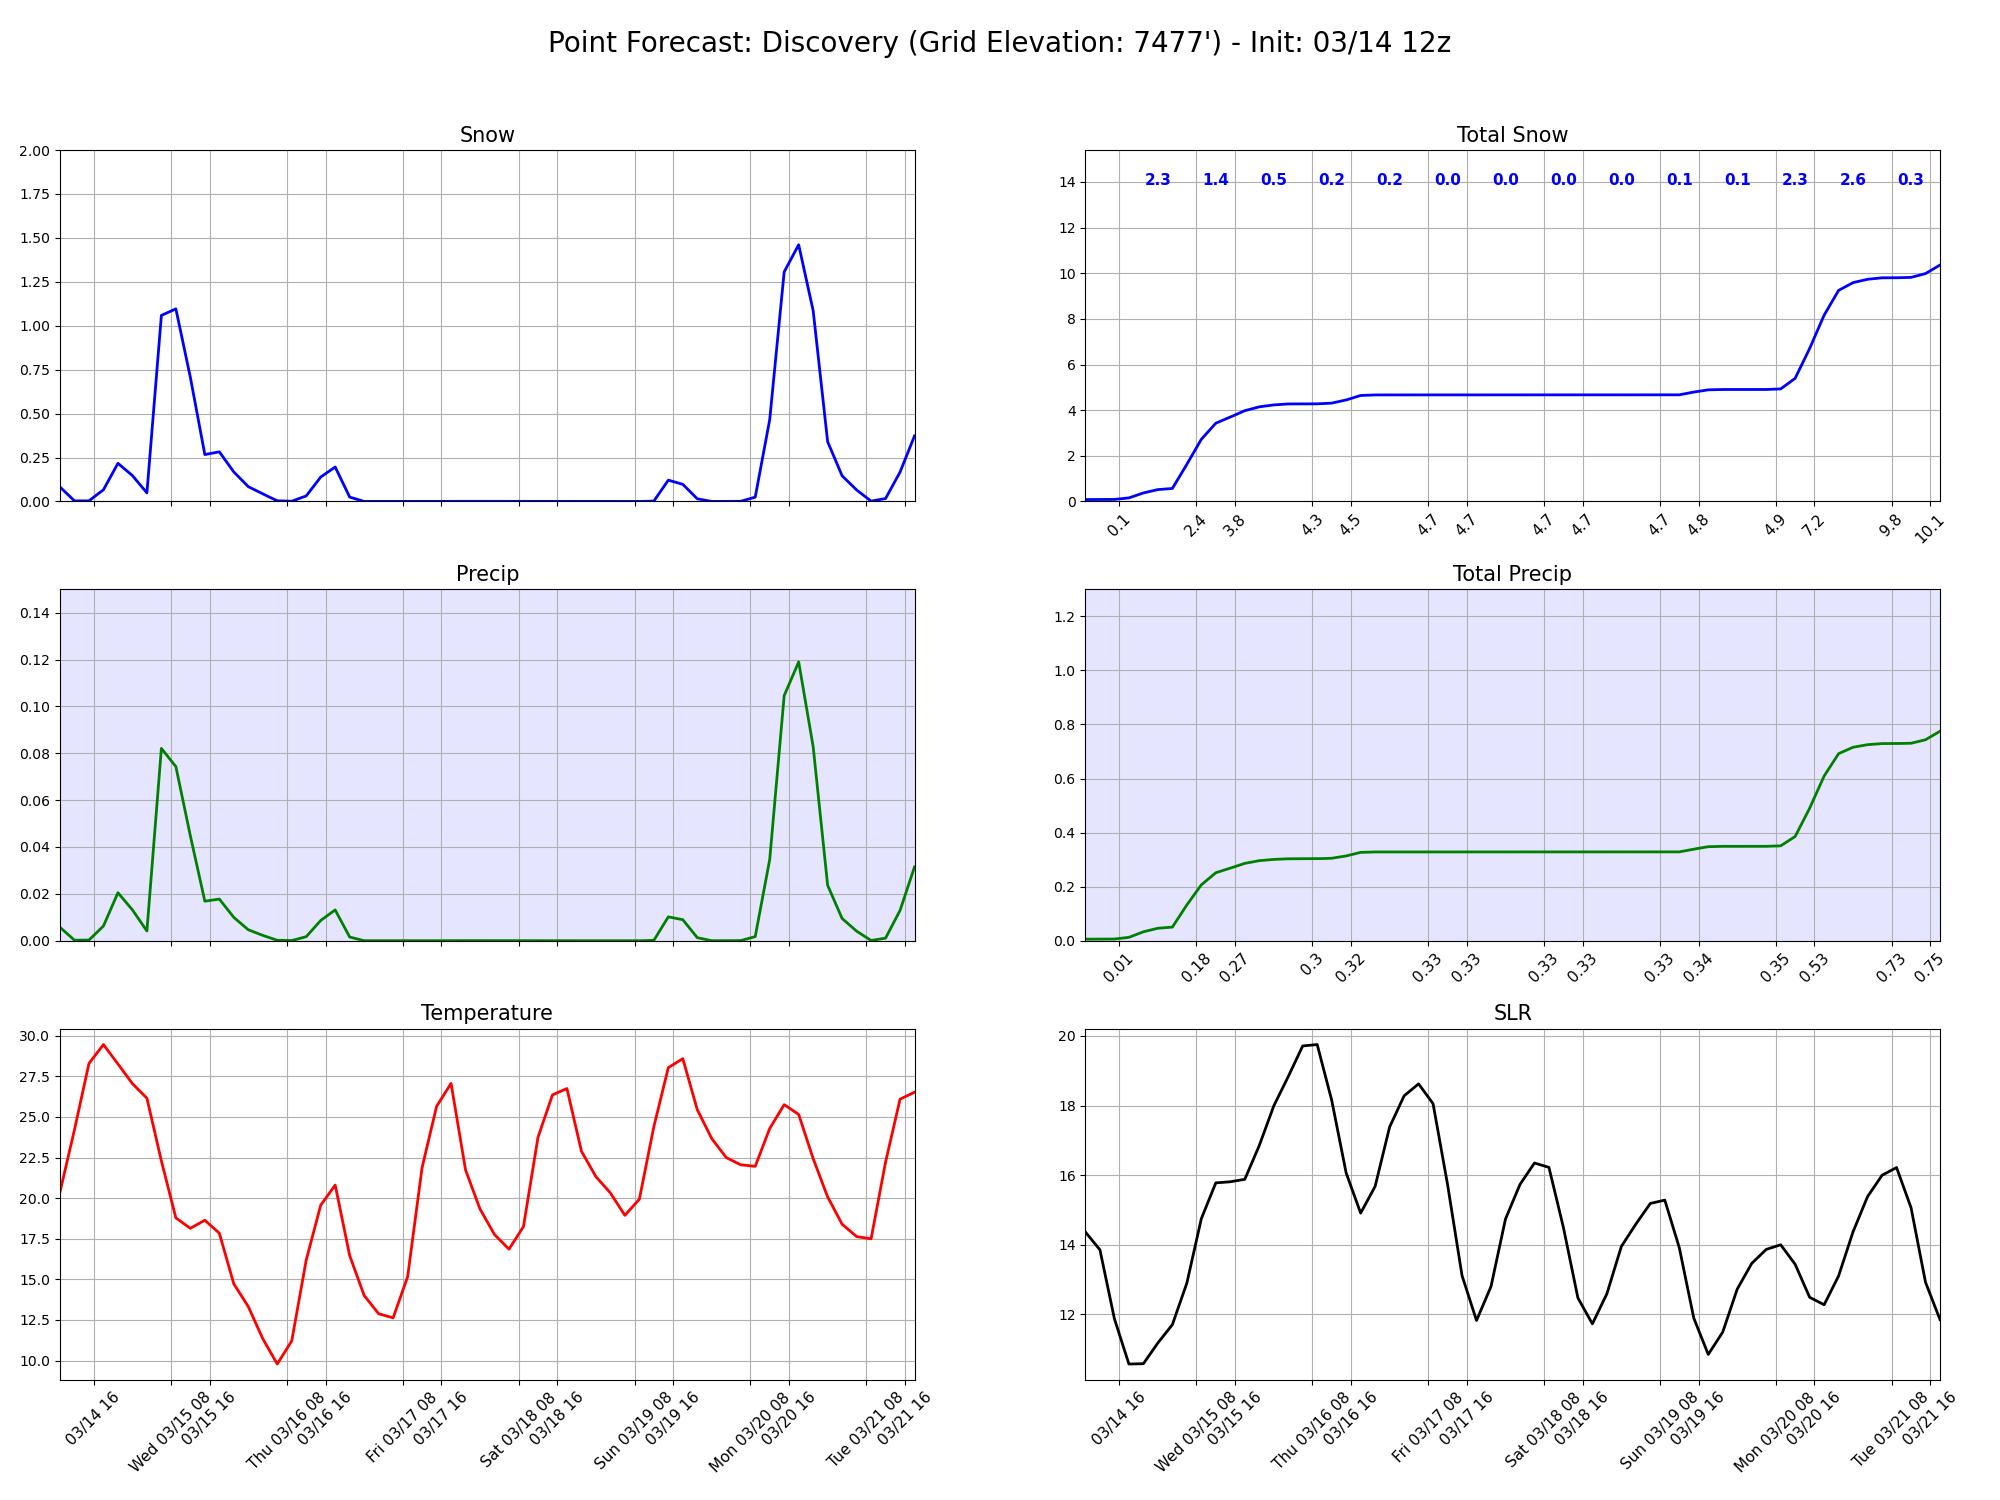 Point Forecast: Discovery (Grid Elevation: 7477') - Init: 03/14 12z
Snow
2.00
1.75
1.50
1.25
1.00
0.75
0.50
0.25
0.00
Total Snow
2.3 1.4 0.5 0.2 0.2 0.0 0.0 0.0 0.0 0.1 0.1 2.3 2.6 0.3
14
12
10
8
6
4
2
0
0.1 2.4 3.8 4.3 4.5 4.7 4.7 4.7 4.7 4.7 4.8 4.9 7.2 9.8 10.1
Precip
0.14
0.12
0.10
0.08
0.06
0.04
0.02
0.00
Total Precip
1.2
1.0
0.8
0.6
0.4
0.2
0.0
0.01 0.18 0.27 0.3 0.32 0.33 0.33 0.33 0.33 0.33 0.34 0.35 0.53 0.73 0.75
Temperature
30.0
27.5
25.0
22.5
20.0
17.5
15.0
12.5
10.0
03/14 16
Wed 03/15 08
03/15 16
Thu 03/16 08
03/16 16
Fri 03/17 08
03/17 16
Sat 03/18 08
03/18 16
Sun 03/19 08
03/19 16
Mon 03/20 08
03/20 16
Tue 03/21 08
03/21 16
SLR
20
18
16
14
12
03/14 16
Wed 03/15 08
03/15 16
Thu 03/16 08
03/16 16
Fri 03/17 08
03/17 16
Sat 03/18 08
03/18 16
Sun 03/19 08
03/19 16
Mon 03/20 08
03/20 16
Tue 03/21 08
03/21 16